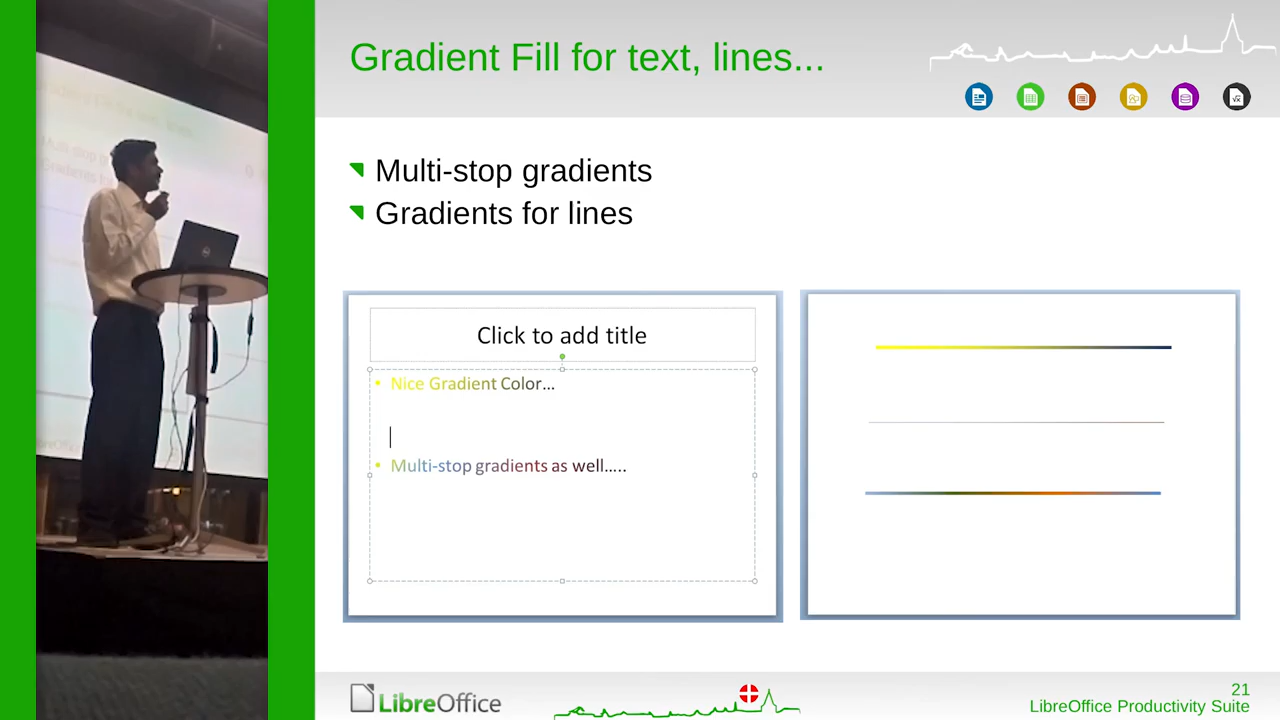 Gradient Fill for text, lines...
Multi-stop gradients
Gradients for lines
Click to add title
Nice Gradient Color...
Multi-stop gradients as well.....
LibreOffice
21
LibreOffice Productivity Suite